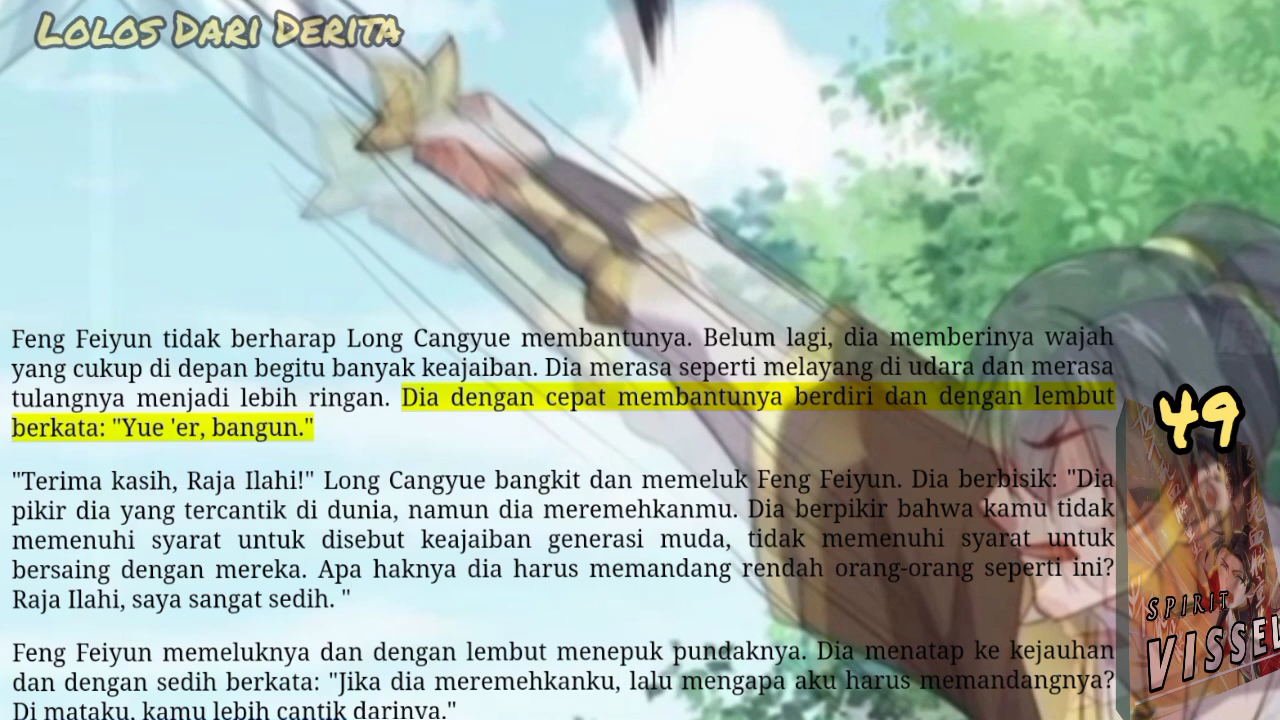 Lolos Dari Derita
Feng Feiyun tidak berharap Long Cangyue membantunya. Belum lagi, dia memberinya wajah
yang cukup di depan begitu banyak keajaiban. Dia merasa seperti melayang di udara dan merasa
tulangnya menjadi lebih ringan. Dia dengan cepat membantunya berdiri dan dengan lembut
berkata: "Yue 'er, bangun."
"Terima kasih, Raja Ilahi!" Long Cangyue bangkit dan memeluk Feng Feiyun. Dia berbisik: "Dia
pikir dia yang tercantik di dunia, namun dia meremehkanmu. Dia berpikir bahwa kamu tidak
memenuhi syarat untuk disebut keajaiban generasi muda, tidak memenuhi syarat untuk
bersaing dengan mereka. Apa haknya dia harus memandang rendah orang-orang seperti ini?
Raja Ilahi, saya sangat sedih. "
Feng Feiyun memeluknya dan dengan lembut menepuk pundaknya. Dia menatap ke kejauhan
dan dengan sedih berkata: "Jika dia meremehkanku, lalu mengapa aku harus memandangnya?
Di mataku, kamu lebih cantik darinya."
49
SPIRIT
VISSEL